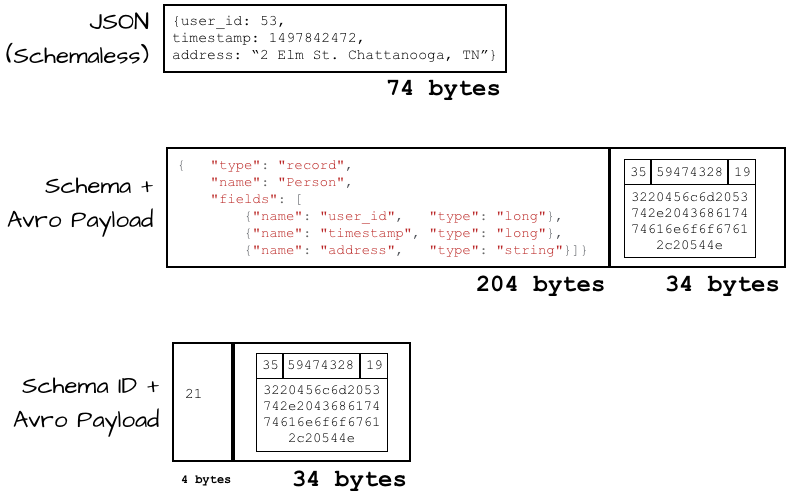 JSON
(Schemaless)
{user_id: 53,
timestamp: 1497842472,
address: “2 Elm St. Chattanooga, TN”}
74 bytes
Schema +
Avro Payload
{   "type": "record",
"name": "Person",
"fields": [
{"name": "user_id",   "type": "long"},
{"name": "timestamp", "type": "long"},
{"name": "address",   "type": "string"}]}
204 bytes
35 59474328 19
3220456c6d2053
742e2043686174
74616e6f6f6761
2c20544e
34 bytes
Schema ID +
Avro Payload
21
4 bytes
35 59474328 19
3220456c6d2053
742e2043686174
74616e6f6f6761
2c20544e
34 bytes